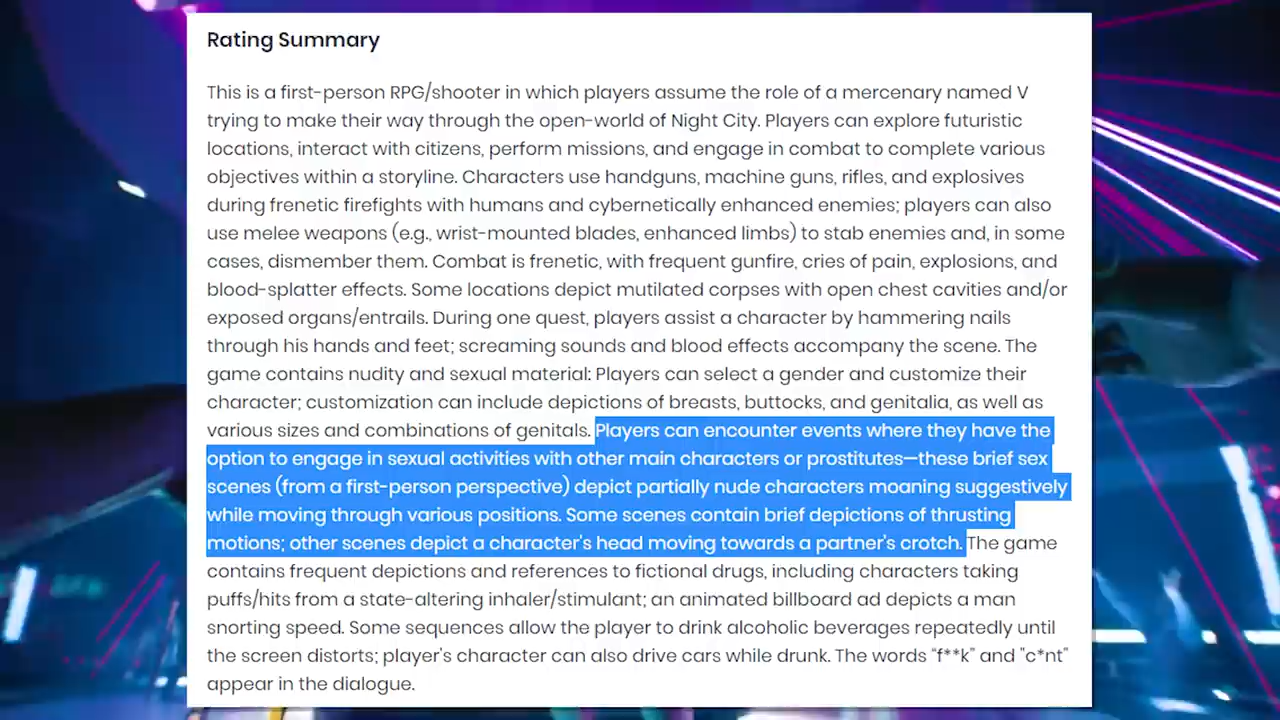 Rating Summary
This is a first-person RPG/shooter in which players assume the role of a mercenary named V
trying to make their way through the open-world of Night City. Players can explore futuristic
locations, interact with citizens, perform missions, and engage in combat to complete various
objectives within a storyline. Characters use handguns, machine guns, rifles, and explosives
during frenetic firefights with humans and cybernetically enhanced enemies; players can also
use melee weapons (e.g., wrist-mounted blades, enhanced limbs) to stab enemies and, in some
cases, dismember them. Combat is frenetic, with frequent gunfire, cries of pain, explosions, and
blood-splatter effects. Some locations depict mutilated corpses with open chest cavities and/or
exposed organs/entrails. During one quest, players assist a character by hammering nails
through his hands and feet; screaming sounds and blood effects accompany the scene. The
game contains nudity and sexual material: Players can select a gender and customize their
character; customization can include depictions of breasts, buttocks, and genitalia, as well as
various sizes and combinations of genitals. Players can encounter events where they have the
option to engage in sexual activities with other main characters or prostitutes—these brief sex
scenes (from a first-person perspective) depict partially nude characters moaning suggestively
while moving through various positions. Some scenes contain brief depictions of thrusting
motions; other scenes depict a character's head moving towards a partner's crotch. The game
contains frequent depictions and references to fictional drugs, including characters taking
puffs/hits from a state-altering inhaler/stimulant; an animated billboard ad depicts a man
snorting speed. Some sequences allow the player to drink alcoholic beverages repeatedly until
the screen distorts; player's character can also drive cars while drunk. The words “f**k” and "c*nt"
appear in the dialogue.